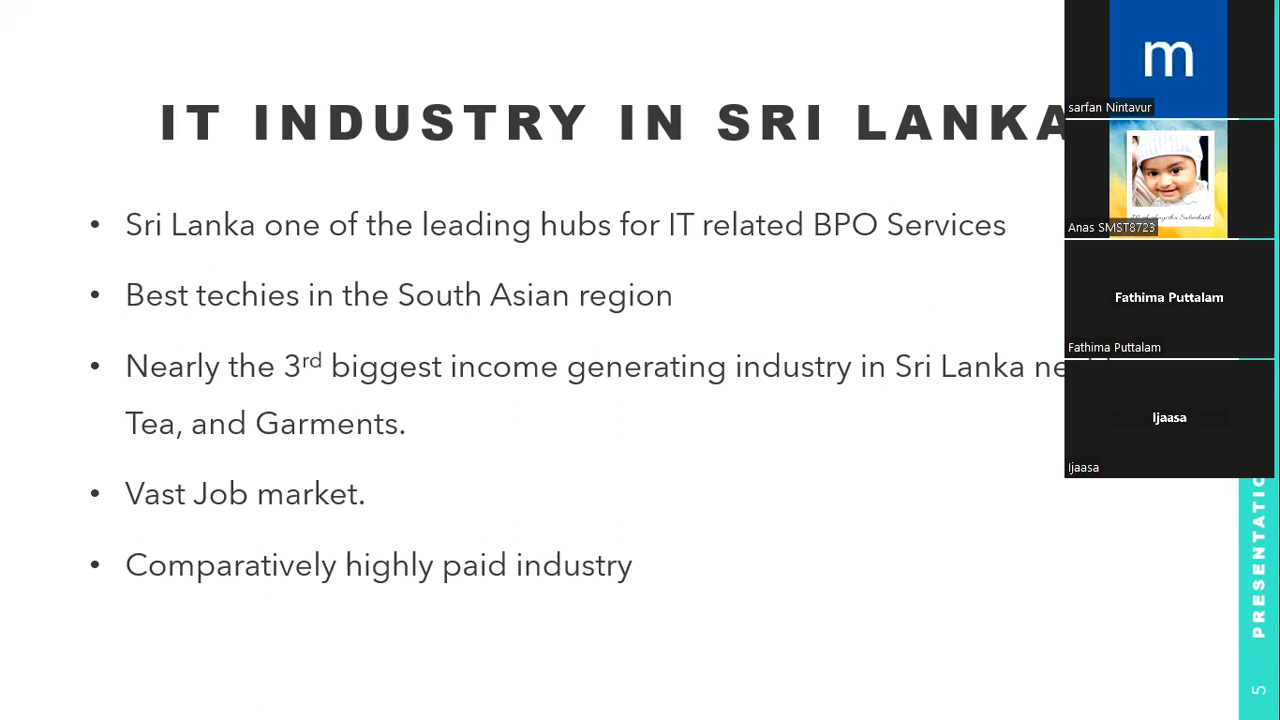 IT INDUSTRY IN SRI LANKA
• Sri Lanka one of the leading hubs for IT related BPO Services
• Best techies in the South Asian region
• Nearly the 3rd biggest income generating industry in Sri Lanka
Tea, and Garments.
• Vast Job market.
• Comparatively highly paid industry
m
sarfan Nintavur
Anas SMST8723
Fathima Puttalam
Fathima Puttalam
Ijaasa
Ijaasa
5